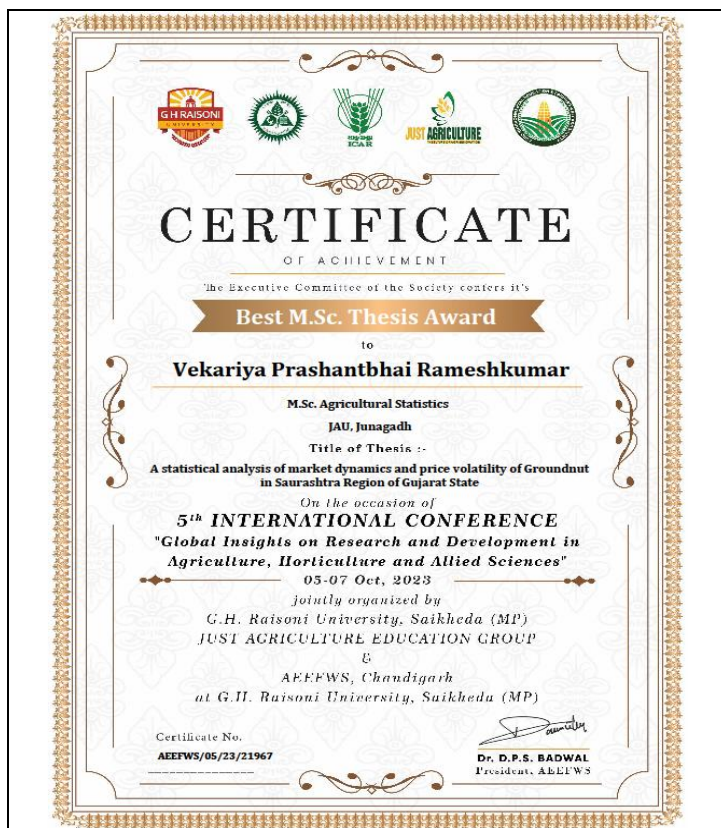 G H RAISONI
UNIVERSITY
ICAR
JUST AGRICULTURE
CERTIFICATE
OF ACHIEVEMENT
The Executive Committee of the Society confers it's
Best M.Sc. Thesis Award
to
Vekariya Prashantbhai Rameshkumar
M.Sc. Agricultural Statistics
JAU, Junagadh
Title of Thesis :-
A statistical analysis of market dynamics and price volatility of Groundnut
in Saurashtra Region of Gujarat State
On the occasion of
5th INTERNATIONAL CONFERENCE
"Global Insights on Research and Development in
Agriculture, Horticulture and Allied Sciences"
05-07 Oct, 2023
jointly organized by
G.H. Raisoni University, Saikheda (MP)
JUST AGRICULTURE EDUCATION GROUP
&
AEEFWS, Chandigarh
at G.H. Raisoni University, Saikheda (MP)
Certificate No.
AEEFWS/05/23/21967
Dr. D.P.S. BADWAL
President, AEEFWS